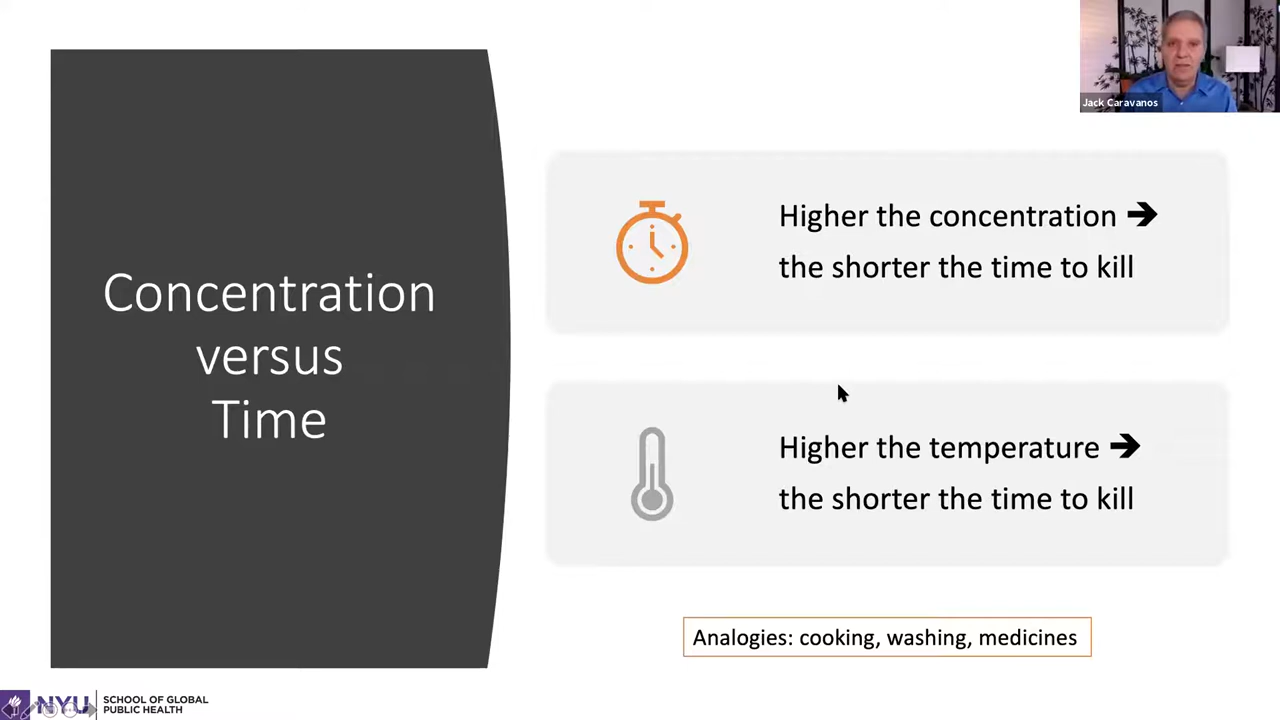 Jack Caravanos
Concentration
versus
Time
Higher the concentration ➔
the shorter the time to kill
Higher the temperature ➔
the shorter the time to kill
Analogies: cooking, washing, medicines
NYU
SCHOOL OF GLOBAL
PUBLIC HEALTH